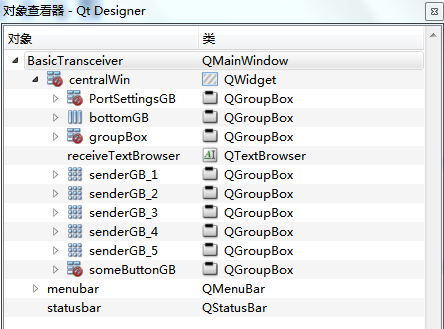 对象查看器 - Qt Designer
对象 类
BasicTransceiver QMainWindow
centralWin QWidget
PortSettingsGB QGroupBox
bottomGB QGroupBox
groupBox QGroupBox
receiveTextBrowser AI QTextBrowser
senderGB_1 QGroupBox
senderGB_2 QGroupBox
senderGB_3 QGroupBox
senderGB_4 QGroupBox
senderGB_5 QGroupBox
someButtonGB QGroupBox
menubar QMenuBar
statusbar QStatusBar